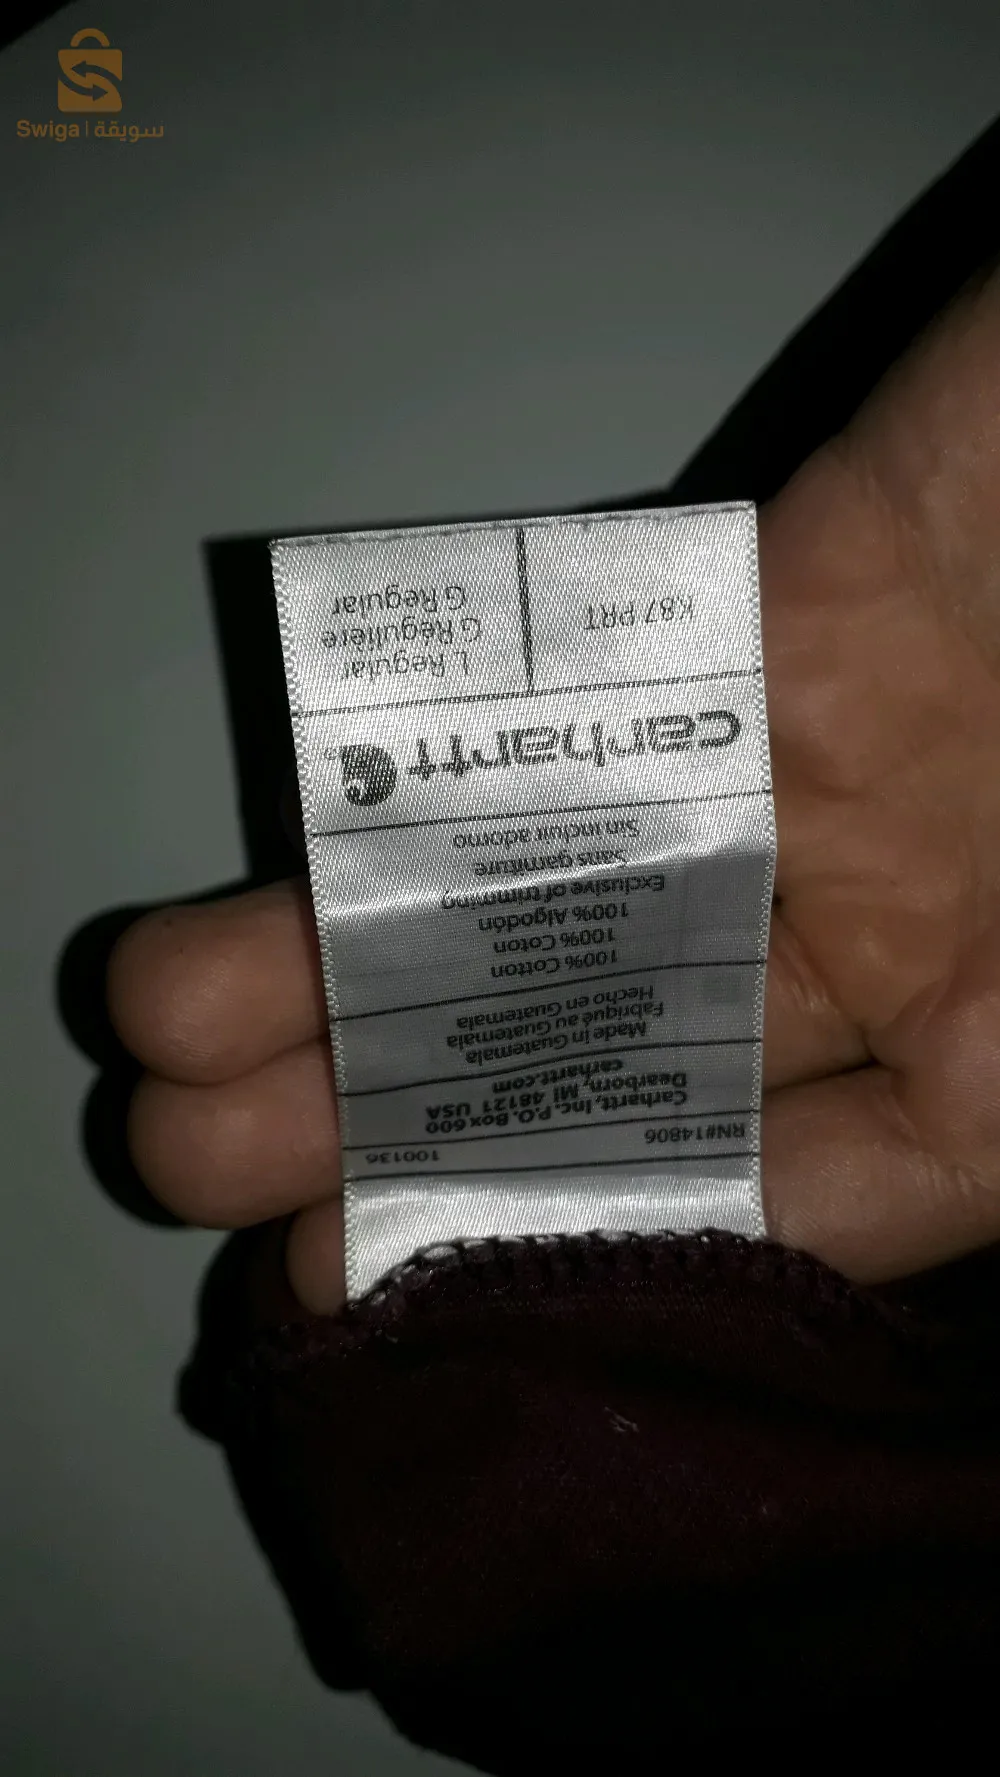 Swiga | سويقة
RN#14806 100136
Carhartt, Inc. P.O. Box 600
Dearborn, MI 48121 USA
carhartt.com
Made in Guatemala
Fabriqué au Guatemala
Hecho en Guatemala
100% Cotton
100% Coton
100% Algodón
Exclusive of trimming
Sans garniture
Sin incluir adorno
carhartt
K87 PRT
L Regular
G Régulière
G Regular